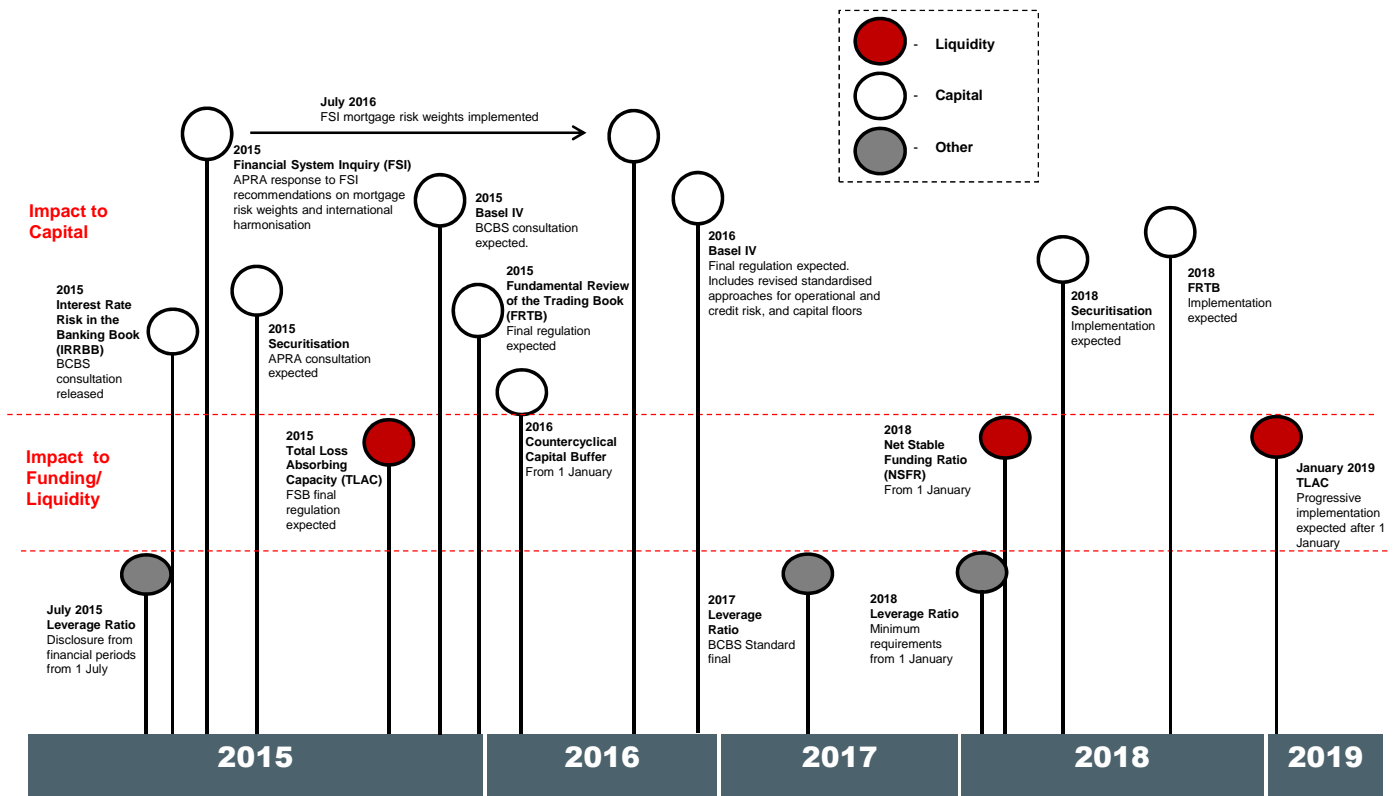 - Liquidity
- Capital
- Other
July 2016
FSI mortgage risk weights implemented
2015
Financial System Inquiry (FSI)
APRA response to FSI
recommendations on mortgage
risk weights and international
harmonisation
Impact to
Capital
2015
Basel IV
BCBS consultation
expected.
2016
Basel IV
Final regulation expected.
Includes revised standardised
approaches for operational and
credit risk, and capital floors
2015
Interest Rate
Risk in the
Banking Book
(IRRBB)
BCBS
consultation
released
2015
Securitisation
APRA consultation
expected
2015
Fundamental Review
of the Trading Book
(FRTB)
Final regulation
expected
2018
Securitisation
Implementation
expected
2018
FRTB
Implementation
expected
Impact to
Funding/
Liquidity
2015
Total Loss
Absorbing
Capacity (TLAC)
FSB final
regulation
expected
2016
Countercyclical
Capital Buffer
From 1 January
2018
Net Stable
Funding Ratio
(NSFR)
From 1 January
January 2019
TLAC
Progressive
implementation
expected after 1
January
July 2015
Leverage Ratio
Disclosure from
financial periods
from 1 July
2017
Leverage
Ratio
BCBS Standard
final
2018
Leverage Ratio
Minimum
requirements
from 1 January
2015
2016
2017
2018
2019